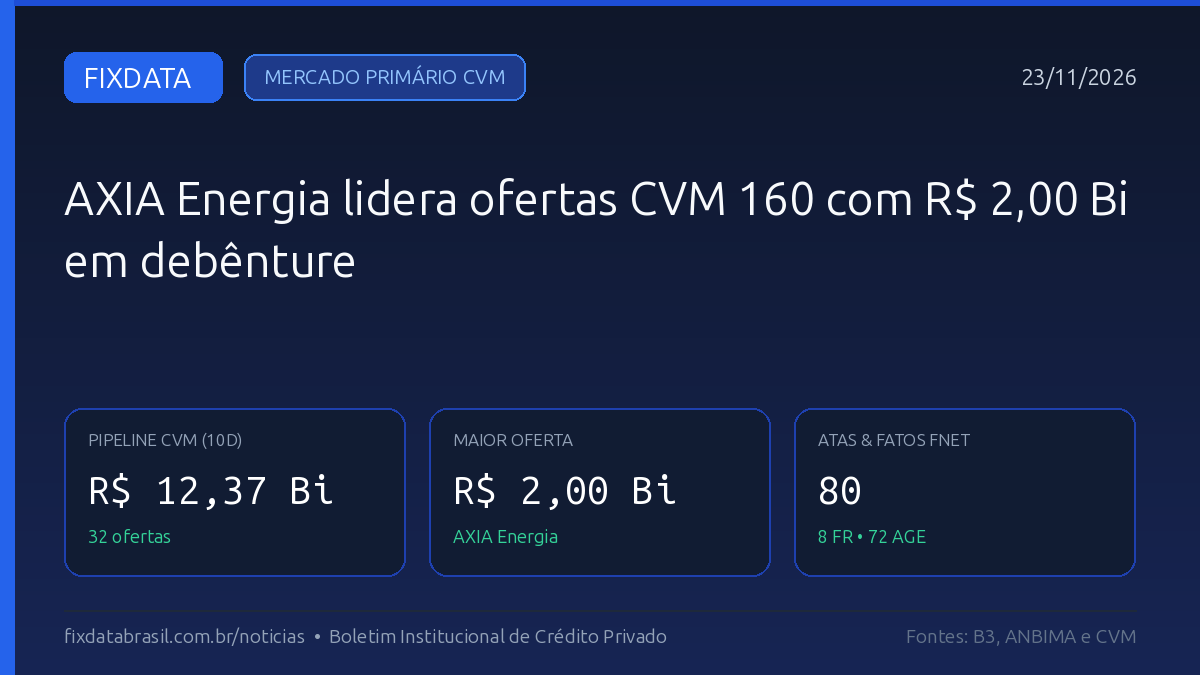 FIXDATA
MERCADO PRIMÁRIO CVM
23/11/2026
AXIA Energia lidera ofertas CVM 160 com R$ 2,00 Bi
em debênture
PIPELINE CVM (10D)
R$ 12,37 Bi
32 ofertas
MAIOR OFERTA
R$ 2,00 Bi
AXIA Energia
ATAS & FATOS FNET
80
8 FR • 72 AGE
fixdatabrasil.com.br/noticias • Boletim Institucional de Crédito Privado
Fontes: B3, ANBIMA e CVM